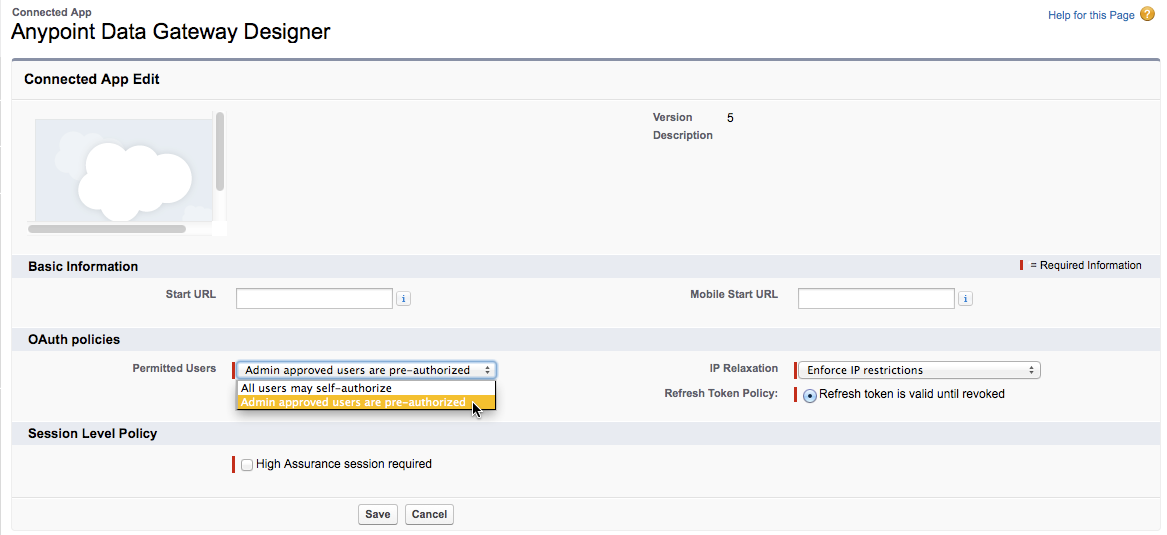 Connected App
Anypoint Data Gateway Designer
Help for this Page ?
Connected App Edit
Version 5
Description
Basic Information
= Required Information
Start URL
i
Mobile Start URL
i
OAuth policies
Permitted Users
Admin approved users are pre-authorized
All users may self-authorize
Admin approved users are pre-authorized
IP Relaxation
Enforce IP restrictions
Refresh Token Policy:
Refresh token is valid until revoked
Session Level Policy
High Assurance session required
Save
Cancel